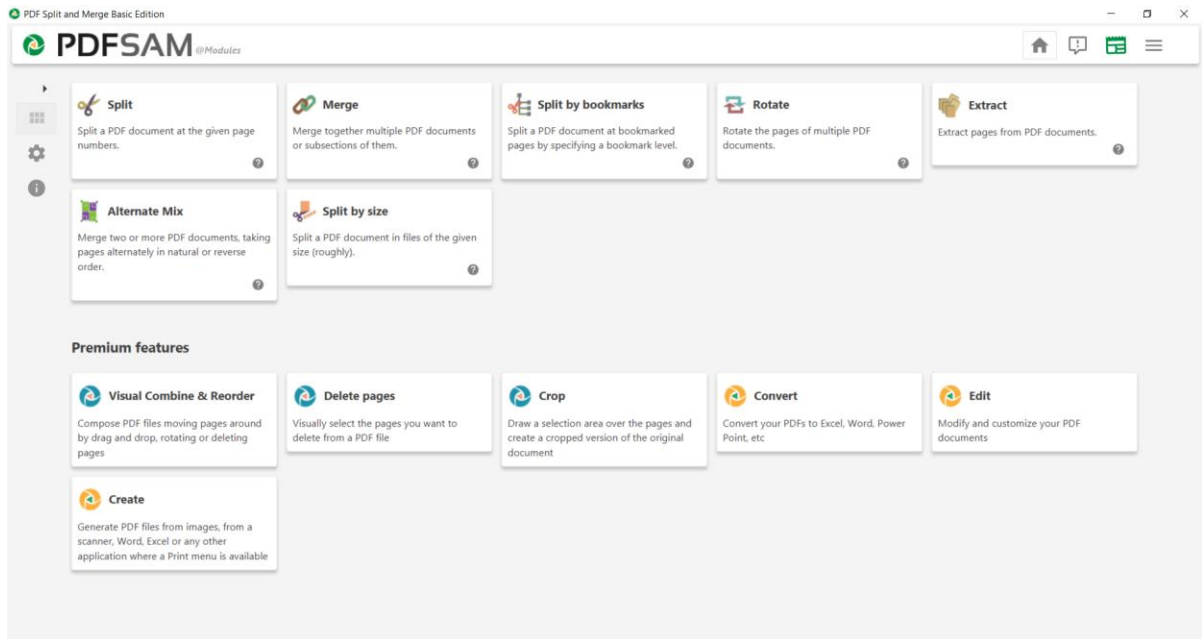 PDF Split and Merge Basic Edition
PDFSAM @Modules
Split
Split a PDF document at the given page
numbers.
Merge
Merge together multiple PDF documents
or subsections of them.
Split by bookmarks
Split a PDF document at bookmarked
pages by specifying a bookmark level.
Rotate
Rotate the pages of multiple PDF
documents.
Extract
Extract pages from PDF documents.
Alternate Mix
Merge two or more PDF documents, taking
pages alternately in natural or reverse
order.
Split by size
Split a PDF document in files of the given
size (roughly).
Premium features
Visual Combine & Reorder
Compose PDF files moving pages around
by drag and drop, rotating or deleting
pages
Delete pages
Visually select the pages you want to
delete from a PDF file
Crop
Draw a selection area over the pages and
create a cropped version of the original
document
Convert
Convert your PDFs to Excel, Word, Power
Point, etc
Edit
Modify and customize your PDF
documents
Create
Generate PDF files from images, from a
scanner, Word, Excel or any other
application where a Print menu is available